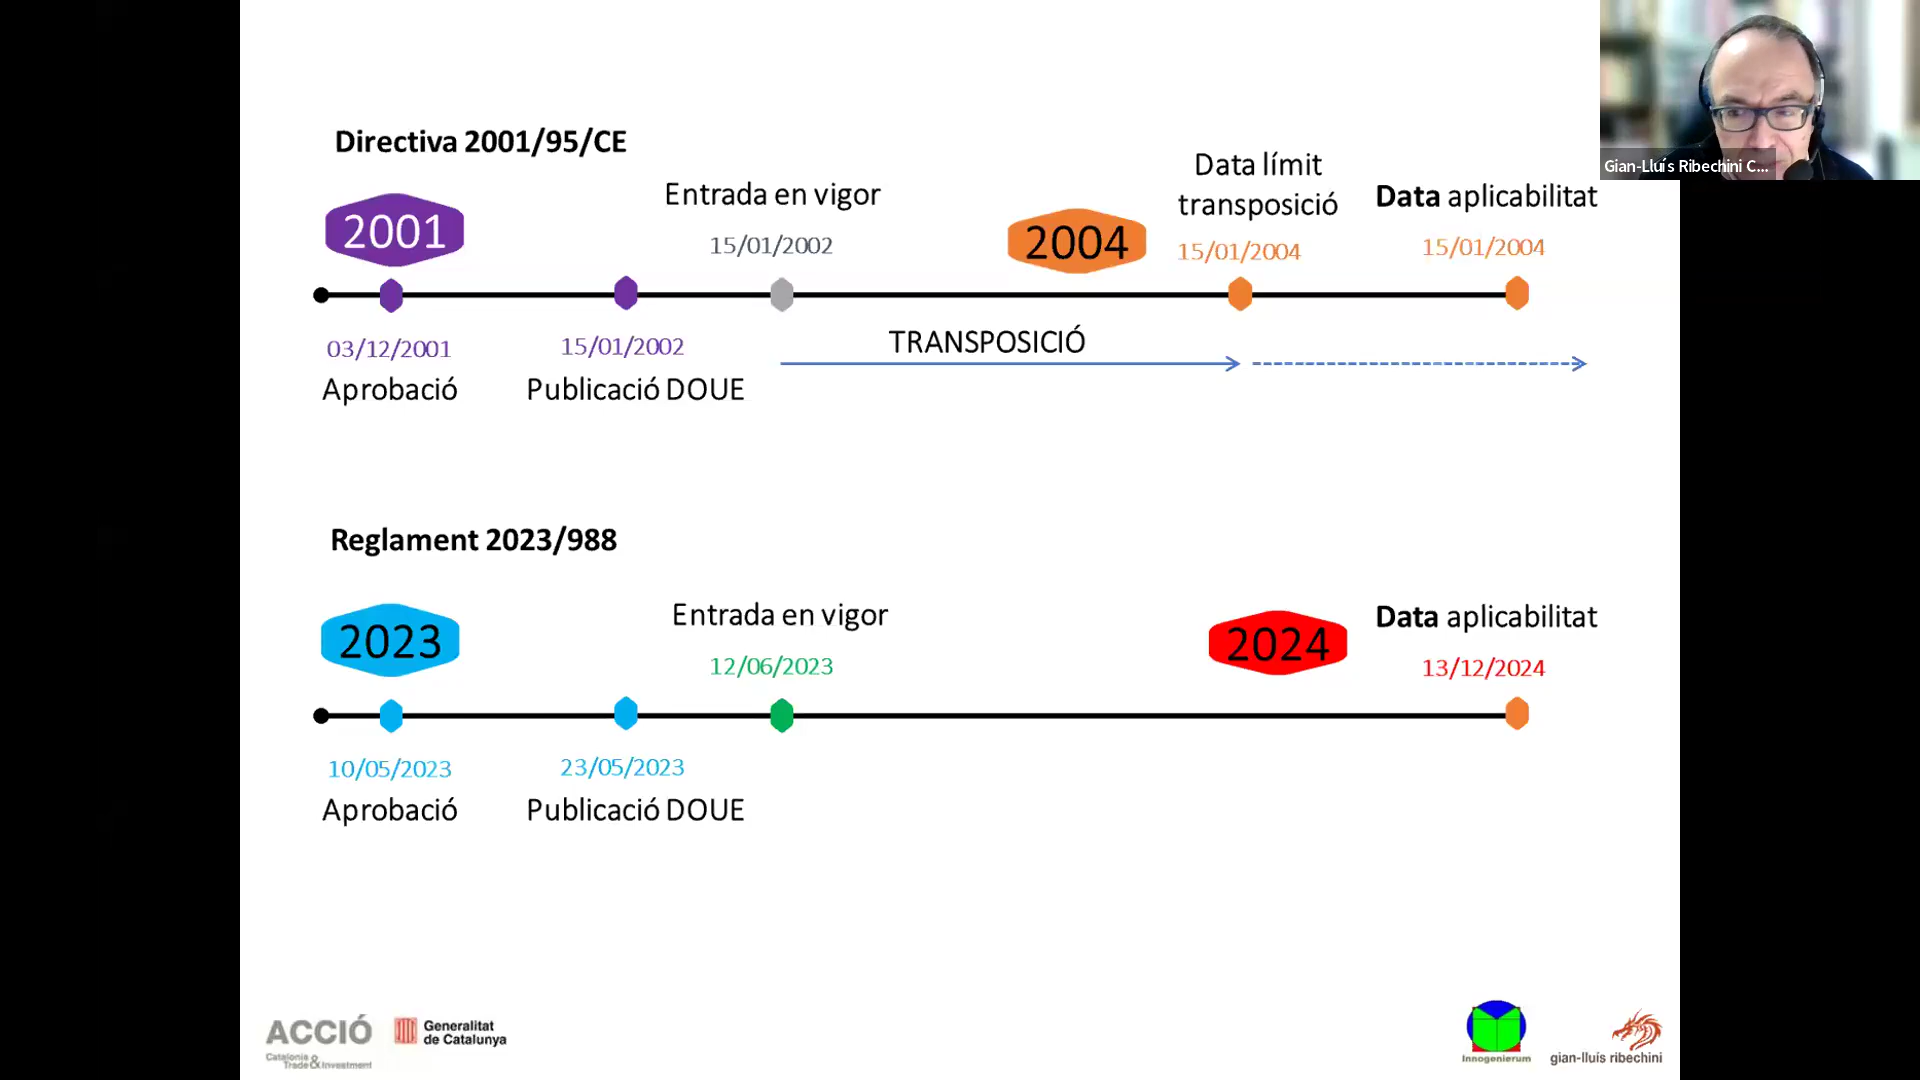 Directiva 2001/95/CE
2001
Entrada en vigor
15/01/2002
2004
Data límit
transposició
15/01/2004
Data aplicabilitat
15/01/2004
03/12/2001
Aprobació
15/01/2002
Publicació DOUE
TRANSPOSICIÓ
Reglament 2023/988
2023
Entrada en vigor
12/06/2023
2024
Data aplicabilitat
13/12/2024
10/05/2023
Aprobació
23/05/2023
Publicació DOUE
ACCIÓ
Catalonia
Trade & Investment
Generalitat
de Catalunya
Innogenierum
gian-lluís ribechini
Gian-Lluís Ribechini C...